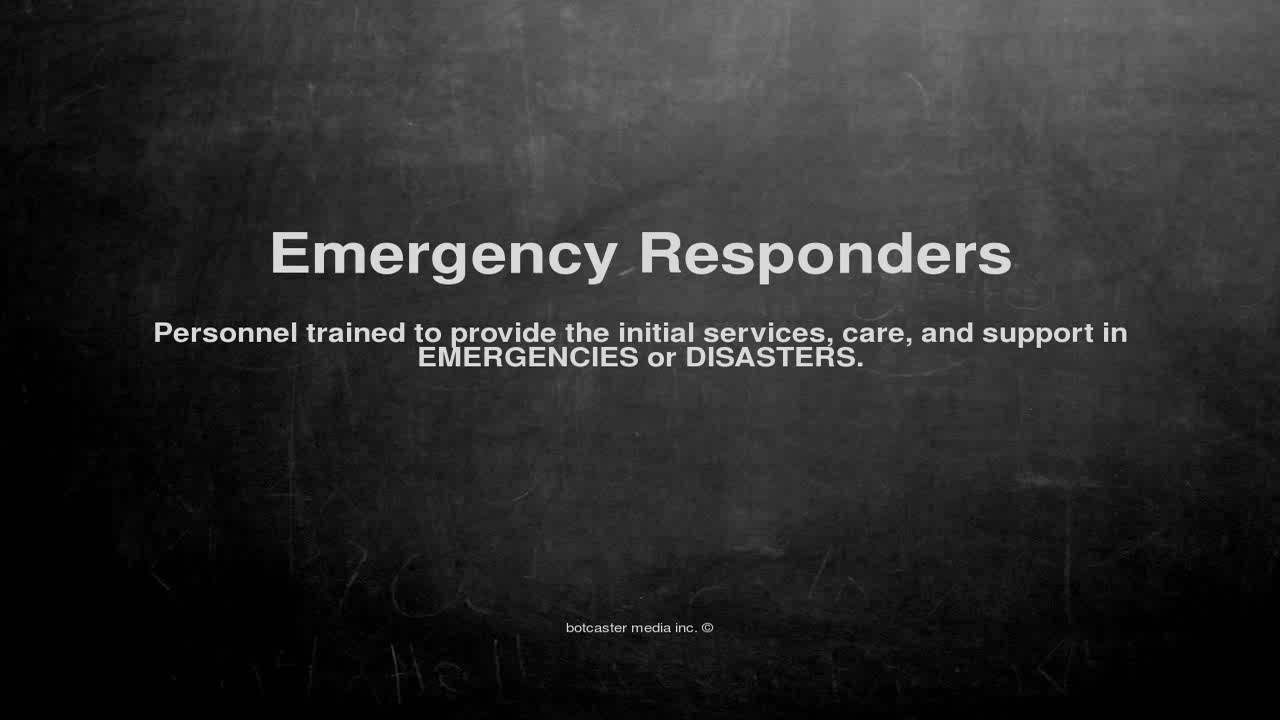 Emergency Responders
Personnel trained to provide the initial services, care, and support in
EMERGENCIES or DISASTERS.
botcaster media inc. ©